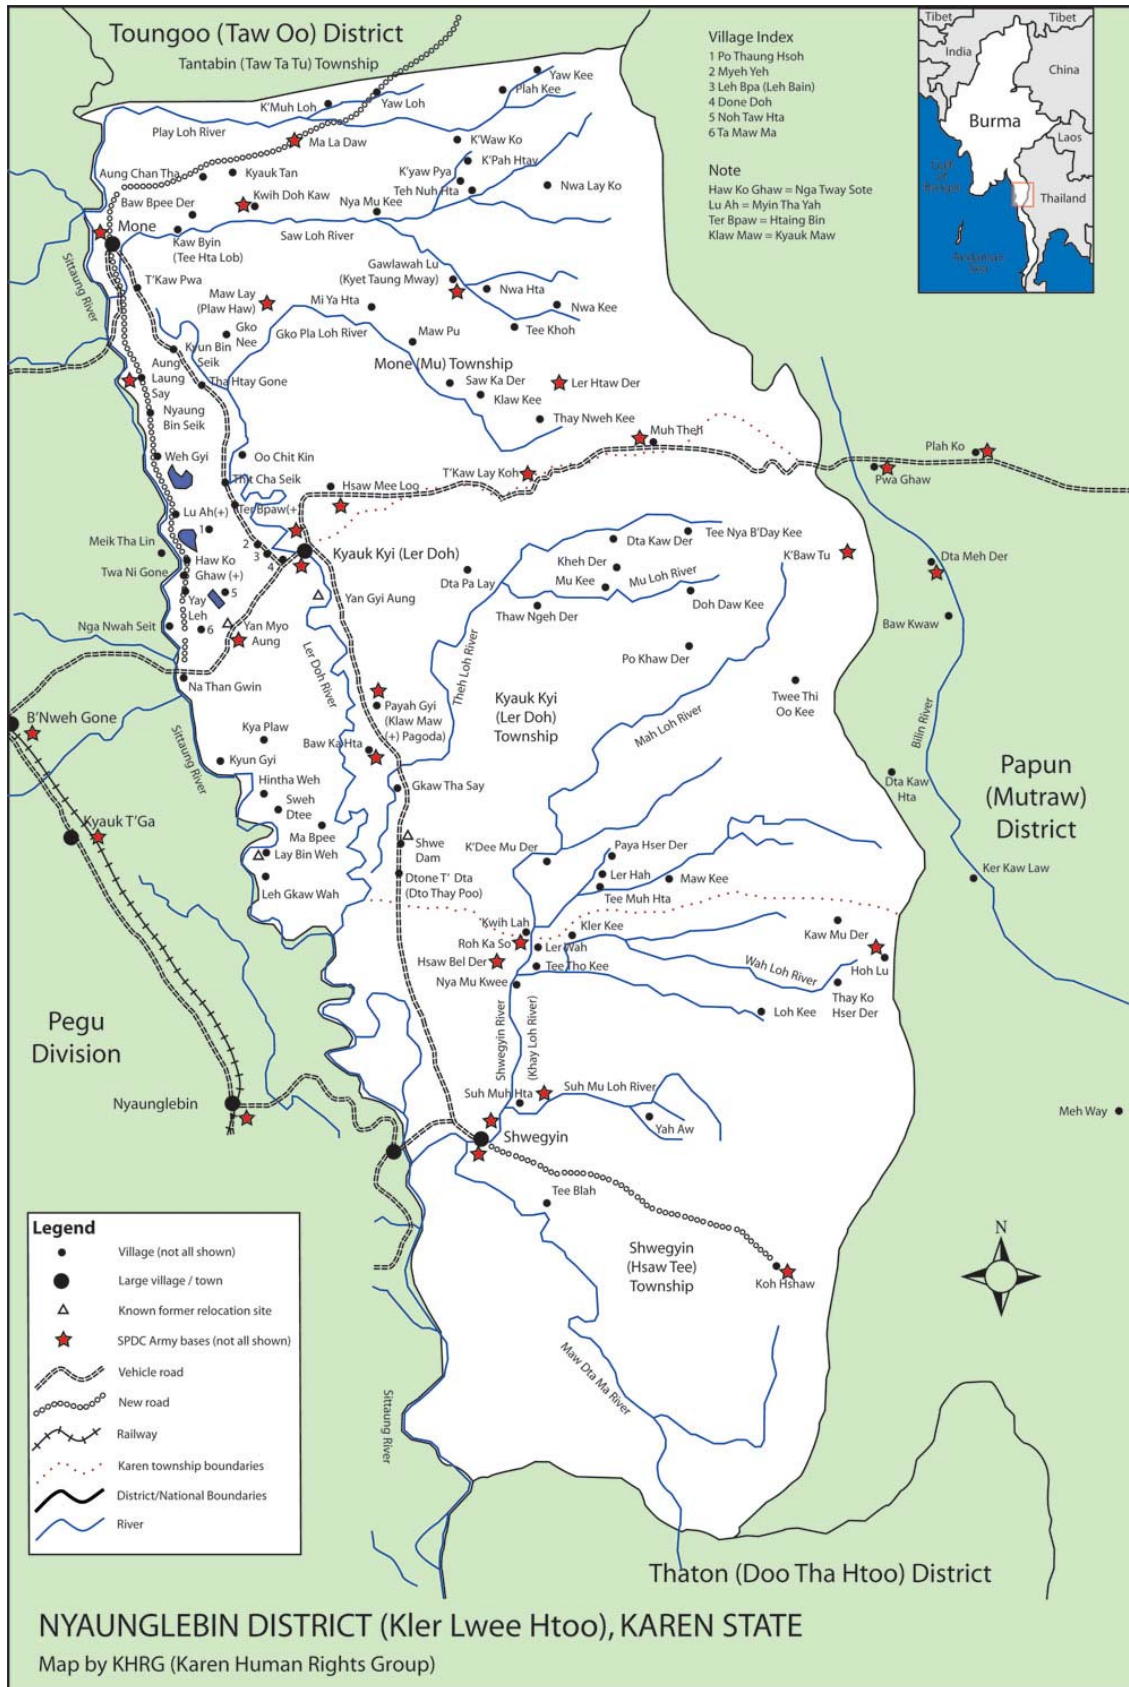 Toungoo (Taw Oo) District
Tantabin (Taw Ta Tu) Township
Village Index
1 Po Thaung Hsoh
2 Myeh Yeh
3 Leh Bpa (Leh Bain)
4 Done Doh
5 Noh Taw Hta
6 Ta Maw Ma
Note
Haw Ko Ghaw = Nga Tway Sote
Lu Ah = Myin Tha Yah
Ter Bpaw = Htaing Bin
Klaw Maw = Kyauk Maw
Tibet
Tibet
India
China
Burma
Laos
Thailand
Yaw Kee
Plah Kee
K'Muh Loh
Yaw Loh
Play Loh River
Ma La Daw
K'Waw Ko
K'Pah Htay
Aung Chan Tha
Kyauk Tan
K'yaw Pya
Teh Nuh Hta
Nwa Lay Ko
Baw Bpee Der
Kwih Doh Kaw
Nya Mu Kee
Mone
Kaw Byin
(Tee Hta Lob)
Saw Loh River
Sittaung River
T'Kaw Pwa
Gawlawah Lu
(Kyet Taung Mway)
Nwa Hta
Maw Lay
(Plaw Haw)
Mi Ya Hta
Nwa Kee
Gko
Nee
Gko Pla Loh River
Maw Pu
Tee Khoh
Kyun Bin
Seik
Aung
Laung
Say
Mone (Mu) Township
Tha Htay Gone
Saw Ka Der
Ler Htaw Der
Klaw Kee
Nyaung
Bin Seik
Thay Nweh Kee
Muh Theh
Weh Gyi
Oo Chit Kin
Plah Ko
Pwa Ghaw
T'Kaw Lay Koh
Thit Cha Seik
Hsaw Mee Loo
Lu Ah(+)
Ter Bpaw(+
1
Meik Tha Lin
2
3
4
Kyauk Kyi (Ler Doh)
Dta Kaw Der
Tee Nya B'Day Kee
K'Baw Tu
Haw Ko
Ghaw (+)
Twa Ni Gone
Kheh Der
Dta Pa Lay
Mu Kee
Mu Loh River
Dta Meh Der
Yay
Leh
5
Yan Gyi Aung
Thaw Ngeh Der
Doh Daw Kee
Baw Kwaw
Nga Nwah Seit
6
Yan Myo
Aung
Ler Doh River
Theh Loh River
Po Khaw Der
Na Than Gwin
Twee Thi
Oo Kee
Kyauk Kyi
(Ler Doh)
Township
Payah Gyi
(Klaw Maw
(+) Pagoda)
B'Nweh Gone
Mah Loh River
Bilin River
Sittaung River
Kya Plaw
Baw Ka Hta
Kyun Gyi
Papun
(Mutraw)
District
Dta Kaw
Hta
Hintha Weh
Gkaw Tha Say
Sweh
Dtee
Kyauk T'Ga
Ma Bpee
Shwe
Dam
K'Dee Mu Der
Paya Hser Der
Lay Bin Weh
Ler Hah
Maw Kee
Ker Kaw Law
Leh Gkaw Wah
Dtone T' Dta
(Dto Thay Poo)
Tee Muh Hta
Kwih Lah
Kler Kee
Kaw Mu Der
Roh Ka So
Ler Wah
Hsaw Bel Der
Tee Tho Kee
Wah Loh River
Hoh Lu
Nya Mu Kwee
Thay Ko
Hser Der
Loh Kee
Pegu
Division
Shwegyin River
(Khay Loh River)
Nyaunglebin
Suh Muh Hta
Suh Mu Loh River
Yah Aw
Meh Way
Shwegyin
Tee Blah
Shwegyin
(Hsaw Tee)
Township
Koh Hshaw
N
Maw Dta Ma River
Sittaung River
Legend
Village (not all shown)
Large village / town
Known former relocation site
SPDC Army bases (not all shown)
Vehicle road
New road
Railway
Karen township boundaries
District/National Boundaries
River
Thaton (Doo Tha Htoo) District
NYAUNGLEBIN DISTRICT (Kler Lwee Htoo), KAREN STATE
Map by KHRG (Karen Human Rights Group)